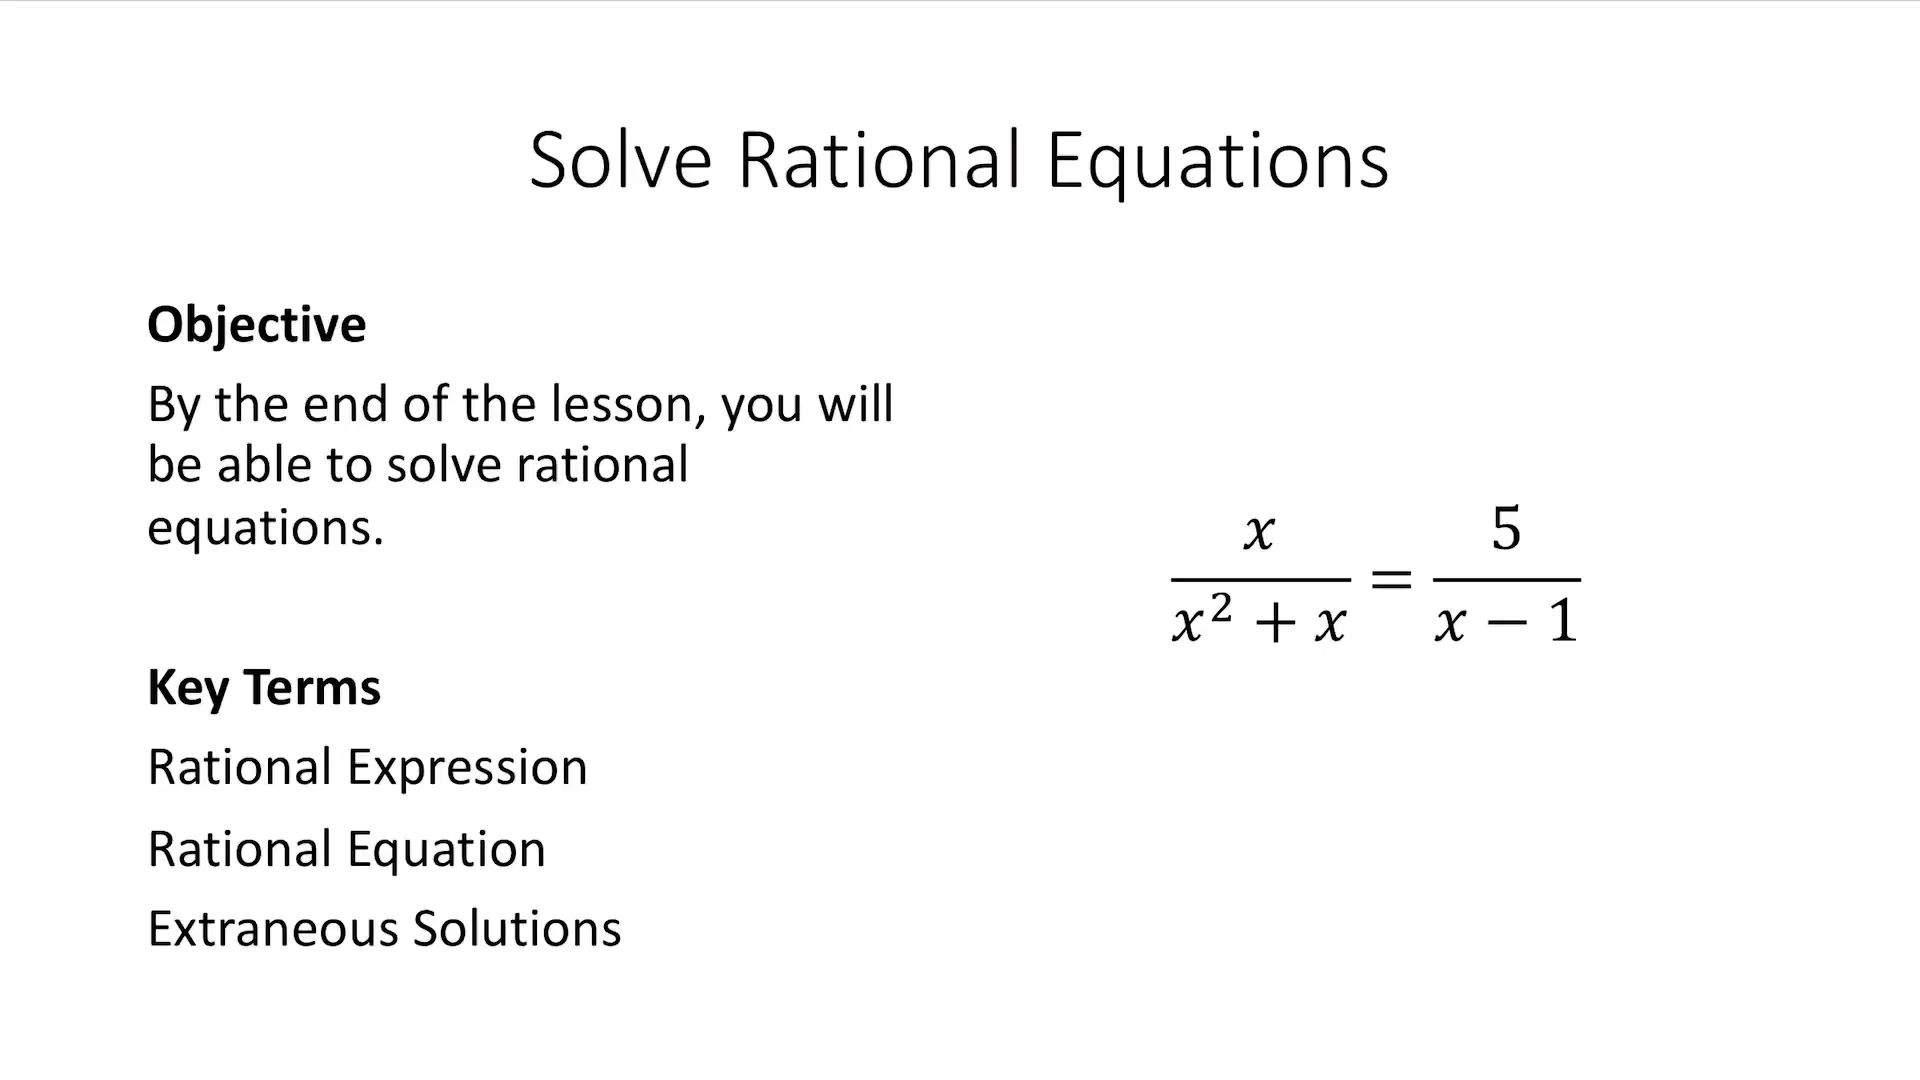 Solve Rational Equations
Objective
By the end of the lesson, you will
be able to solve rational
equations.
x/(x² + x) = 5/(x − 1)
Key Terms
Rational Expression
Rational Equation
Extraneous Solutions